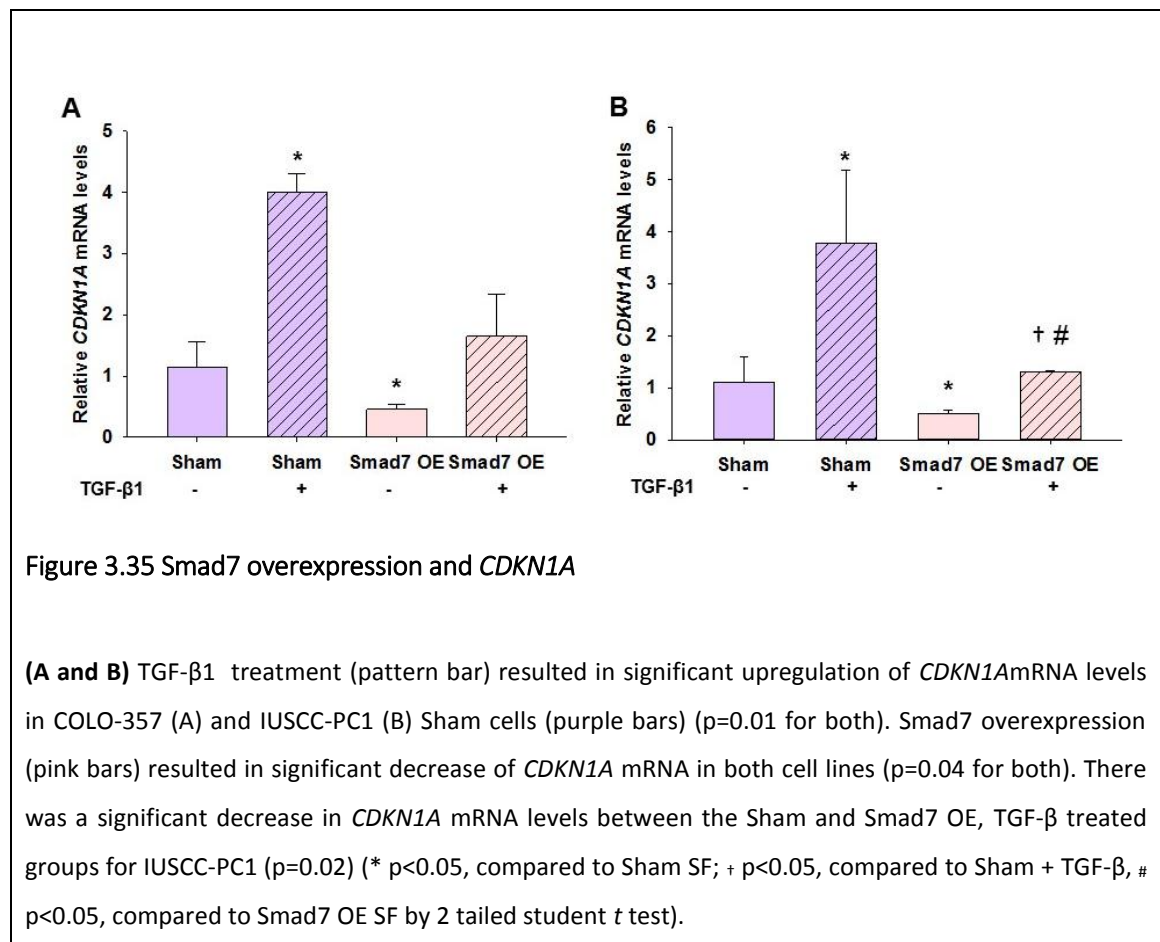 A
B
Relative CDKN1A mRNA levels
5
4
3
2
1
0
*
*
Sham Sham Smad7 OE Smad7 OE
TGF-β1 - + - +
Relative CDKN1A mRNA levels
6
5
4
3
2
1
0
*
*
† #
Sham Sham Smad7 OE Smad7 OE
TGF-β1 - + - +
Figure 3.35 Smad7 overexpression and CDKN1A
(A and B) TGF-β1 treatment (pattern bar) resulted in significant upregulation of CDKN1AmRNA levels
in COLO-357 (A) and IUSCC-PC1 (B) Sham cells (purple bars) (p=0.01 for both). Smad7 overexpression
(pink bars) resulted in significant decrease of CDKN1A mRNA in both cell lines (p=0.04 for both). There
was a significant decrease in CDKN1A mRNA levels between the Sham and Smad7 OE, TGF-β treated
groups for IUSCC-PC1 (p=0.02) (* p<0.05, compared to Sham SF; † p<0.05, compared to Sham + TGF-β, #
p<0.05, compared to Smad7 OE SF by 2 tailed student t test).